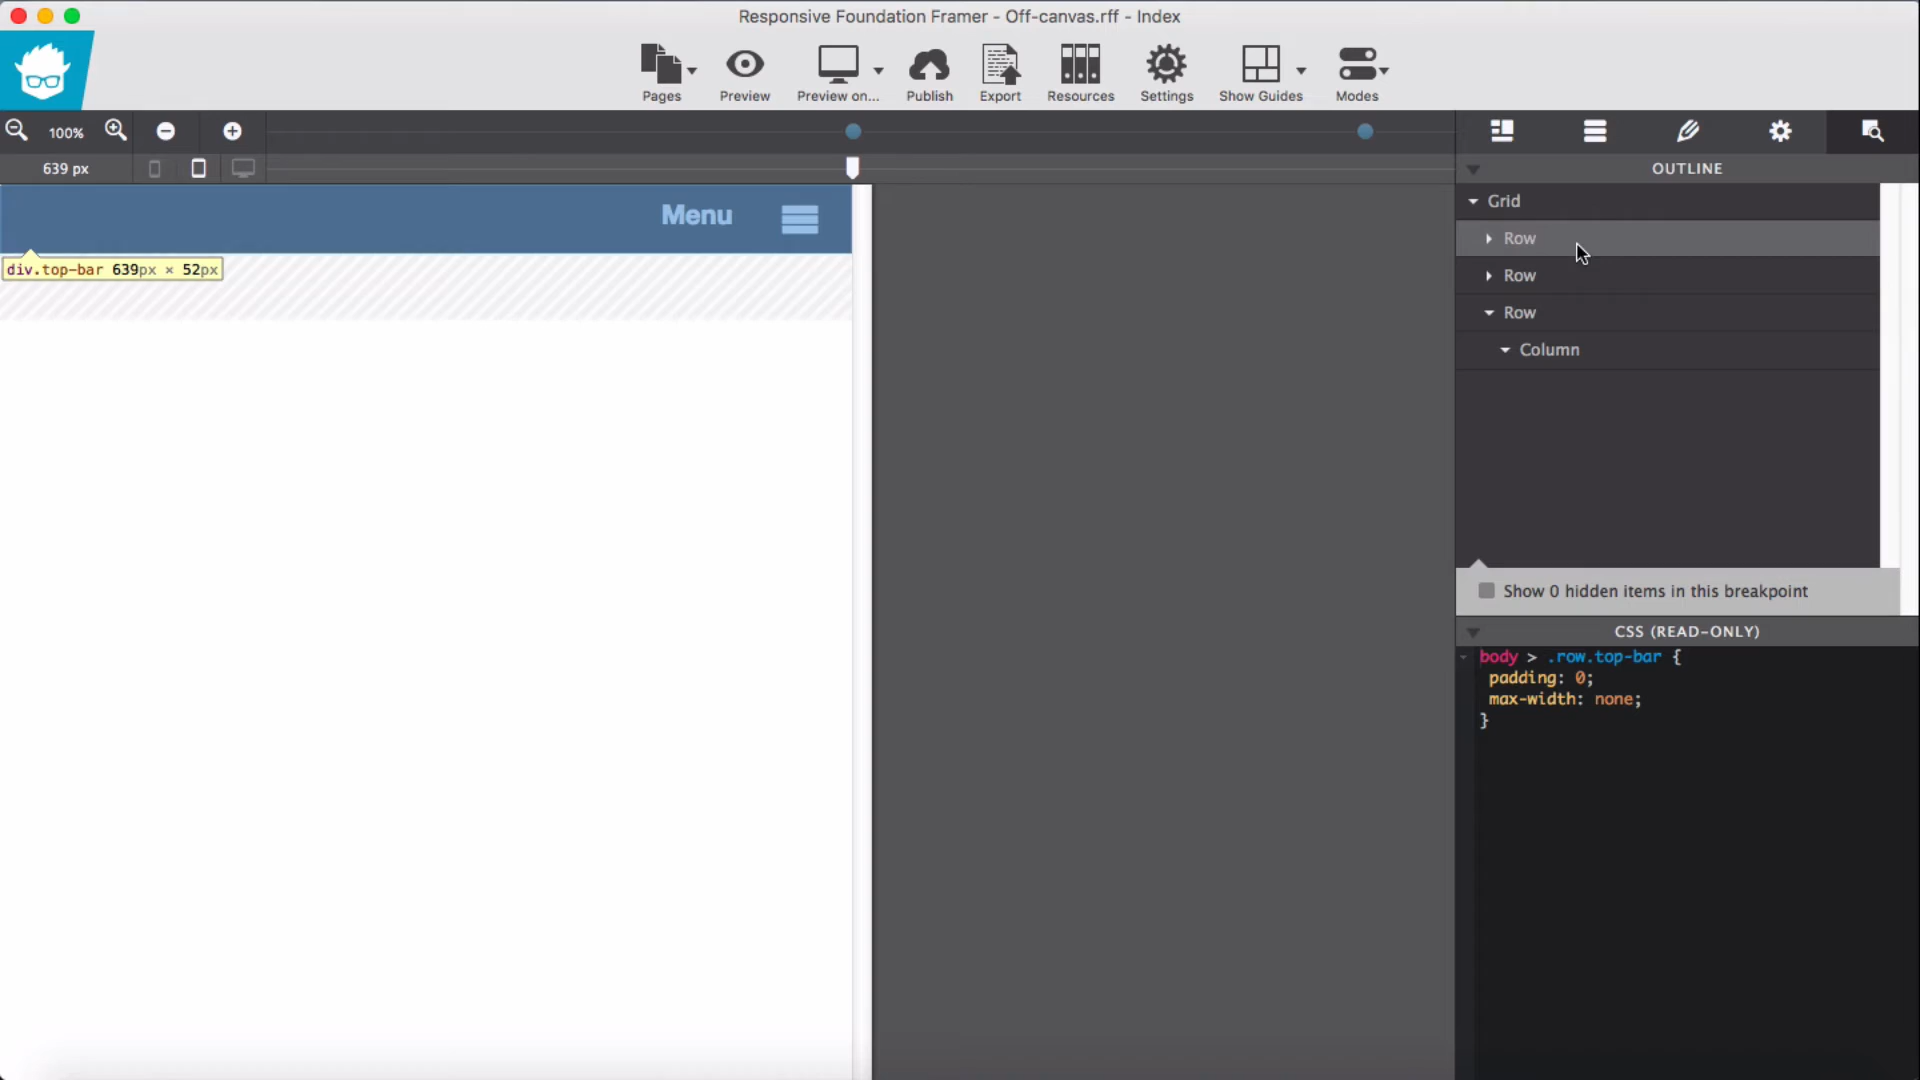 Responsive Foundation Framer - Off-canvas.rff - Index
Pages
Preview
Preview on...
Publish
Export
Resources
Settings
Show Guides
Modes
100%
639 px
OUTLINE
Menu
div.top-bar 639px × 52px
Grid
Row
Row
Row
Column
Show 0 hidden items in this breakpoint
CSS (READ-ONLY)
body > .row.top-bar {
padding: 0;
max-width: none;
}